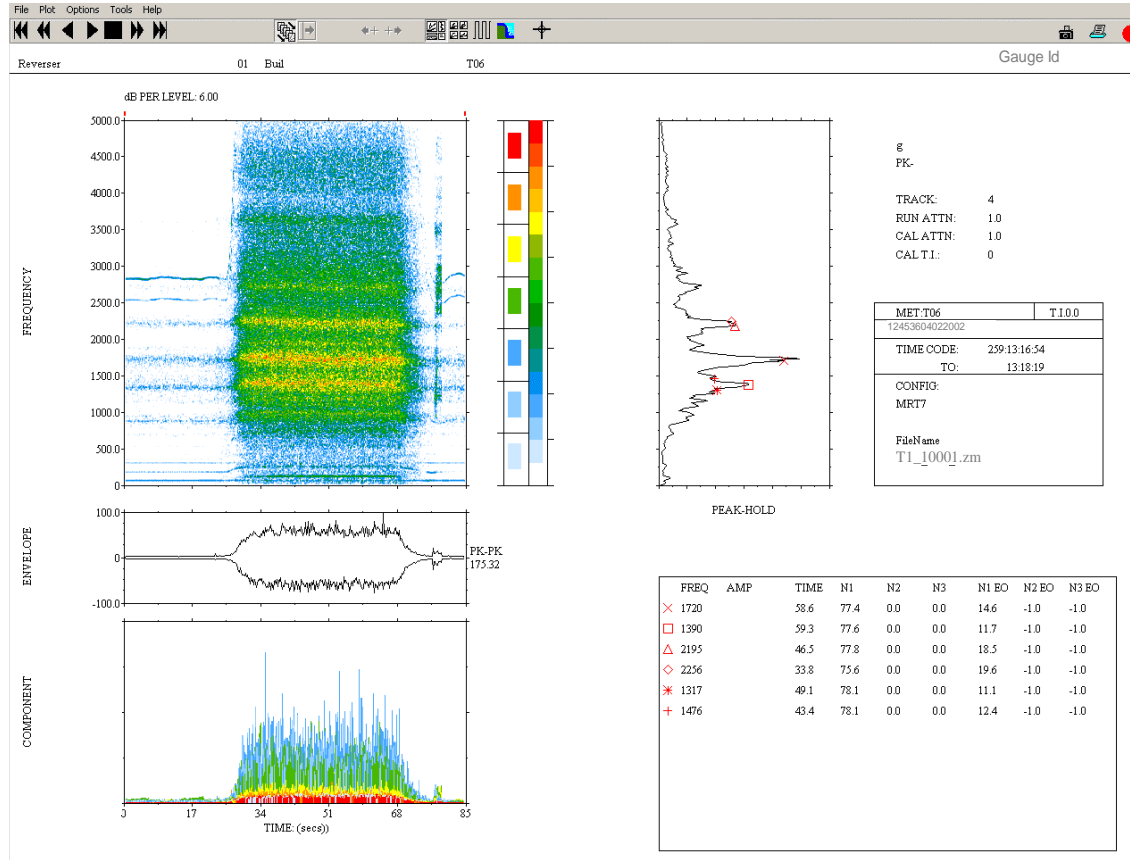 File Plot Options Tools Help
Reverser 01 Buil T06 Gauge Id
dB PER LEVEL: 6.00
FREQUENCY
5000.0
4500.0
4000.0
3500.0
3000.0
2500.0
2000.0
1500.0
1000.0
500.0
0
g
PK-
TRACK: 4
RUN ATTN: 1.0
CAL ATTN: 1.0
CAL T.I.: 0
MET:T06 T.I.0.0
12453604022002
TIME CODE: 259:13:16:54
TO: 13:18:19
CONFIG:
MRT7
FileName
T1_10001.zm
PEAK-HOLD
ENVELOPE
100.0
0
-100.0
PK-PK
175.32
COMPONENT
0 17 34 51 68 85
TIME: (secs))
FREQ AMP TIME N1 N2 N3 N1 EO N2 EO N3 EO
1720 58.6 77.4 0.0 0.0 14.6 -1.0 -1.0
1390 59.3 77.6 0.0 0.0 11.7 -1.0 -1.0
2195 46.5 77.8 0.0 0.0 18.5 -1.0 -1.0
2256 33.8 75.6 0.0 0.0 19.6 -1.0 -1.0
1317 49.1 78.1 0.0 0.0 11.1 -1.0 -1.0
1476 43.4 78.1 0.0 0.0 12.4 -1.0 -1.0